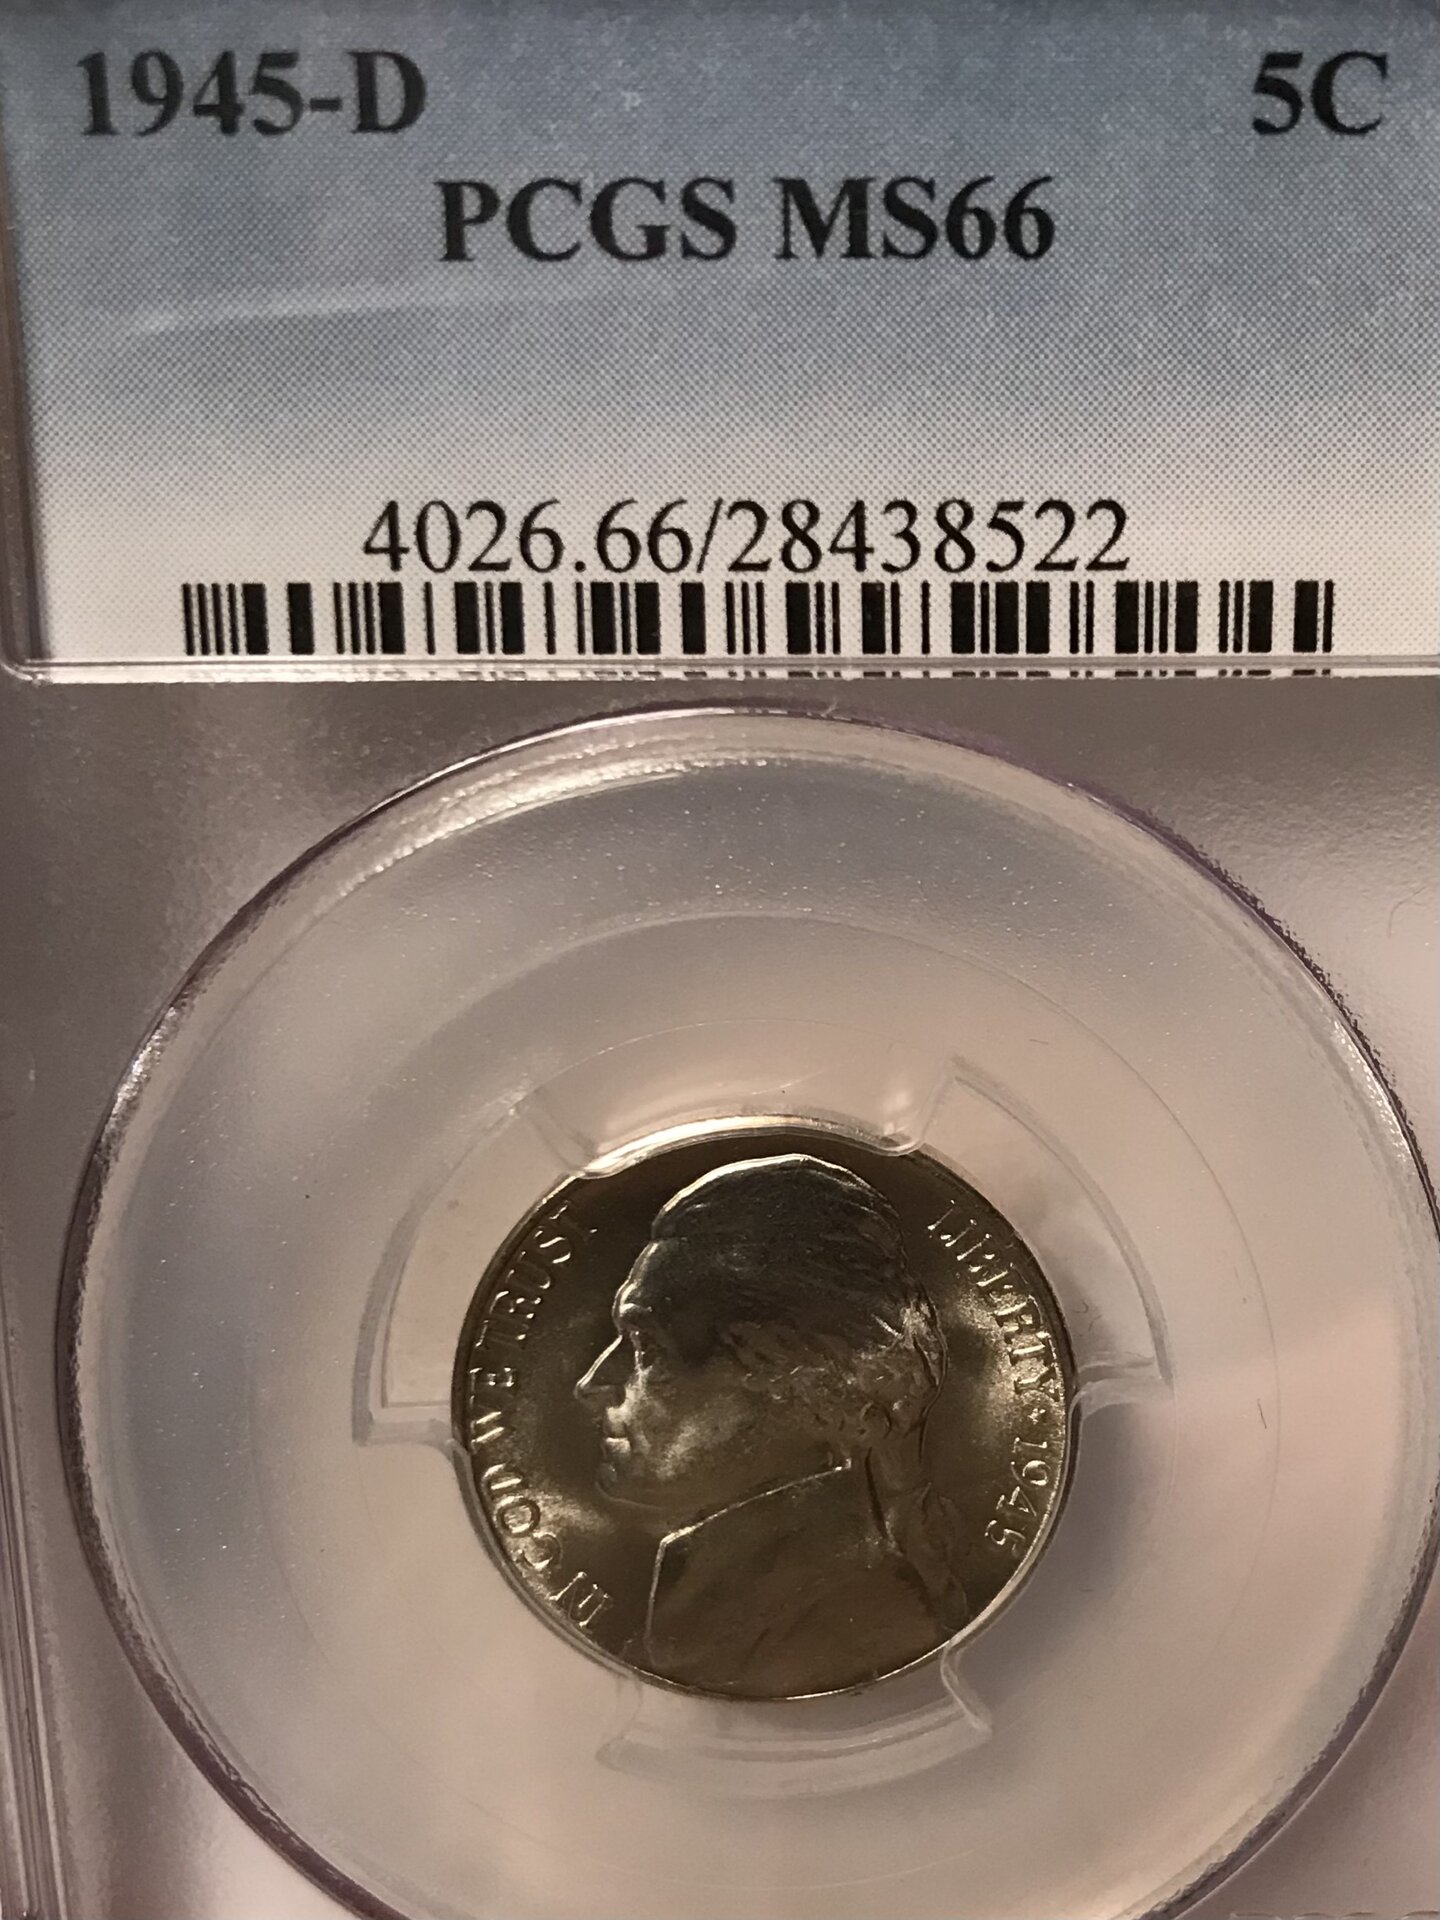 1945-D 5C
PCGS MS66
4026.66/28438522
IN GOD WE TRUST
LIBERTY ★ 1945